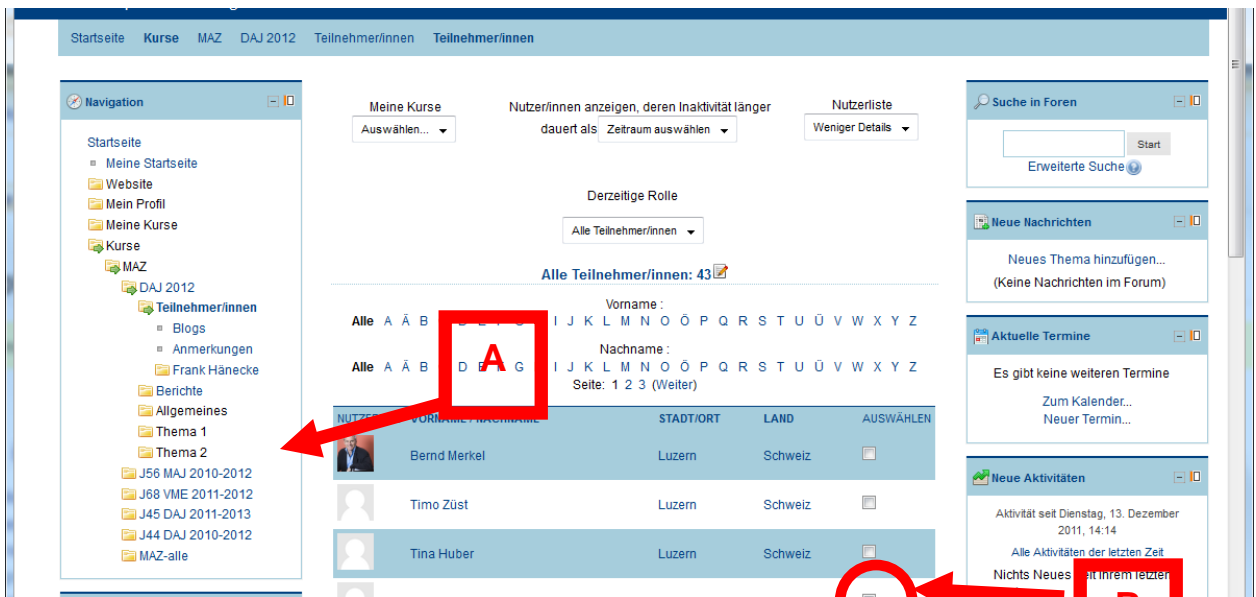 Startseite Kurse MAZ DAJ 2012 Teilnehmer/innen Teilnehmer/innen
Navigation
Startseite
Meine Startseite
Website
Mein Profil
Meine Kurse
Kurse
MAZ
DAJ 2012
Teilnehmer/innen
Blogs
Anmerkungen
Frank Hänecke
Berichte
Allgemeines
Thema 1
Thema 2
J56 MAJ 2010-2012
J68 VME 2011-2012
J45 DAJ 2011-2013
J44 DAJ 2010-2012
MAZ-alle
Meine Kurse
Auswählen...
Nutzer/innen anzeigen, deren Inaktivität länger
dauert als Zeitraum auswählen
Nutzerliste
Weniger Details
Derzeitige Rolle
Alle Teilnehmer/innen
Alle Teilnehmer/innen: 43
Vorname :
Alle A Ä B I J K L M N O Ö P Q R S T U Ü V W X Y Z
Nachname :
Alle A Ä B D E G I J K L M N O Ö P Q R S T U Ü V W X Y Z
Seite: 1 2 3 (Weiter)
A
VORNAME / NACHNAME STADT/ORT LAND AUSWÄHLEN
Bernd Merkel Luzern Schweiz
Timo Züst Luzern Schweiz
Tina Huber Luzern Schweiz
Suche in Foren
Start
Erweiterte Suche
Neue Nachrichten
Neues Thema hinzufügen...
(Keine Nachrichten im Forum)
Aktuelle Termine
Es gibt keine weiteren Termine
Zum Kalender...
Neuer Termin...
Neue Aktivitäten
Aktivität seit Dienstag, 13. Dezember
2011, 14:14
Alle Aktivitäten der letzten Zeit
Nichts Neues seit Ihrem letzten